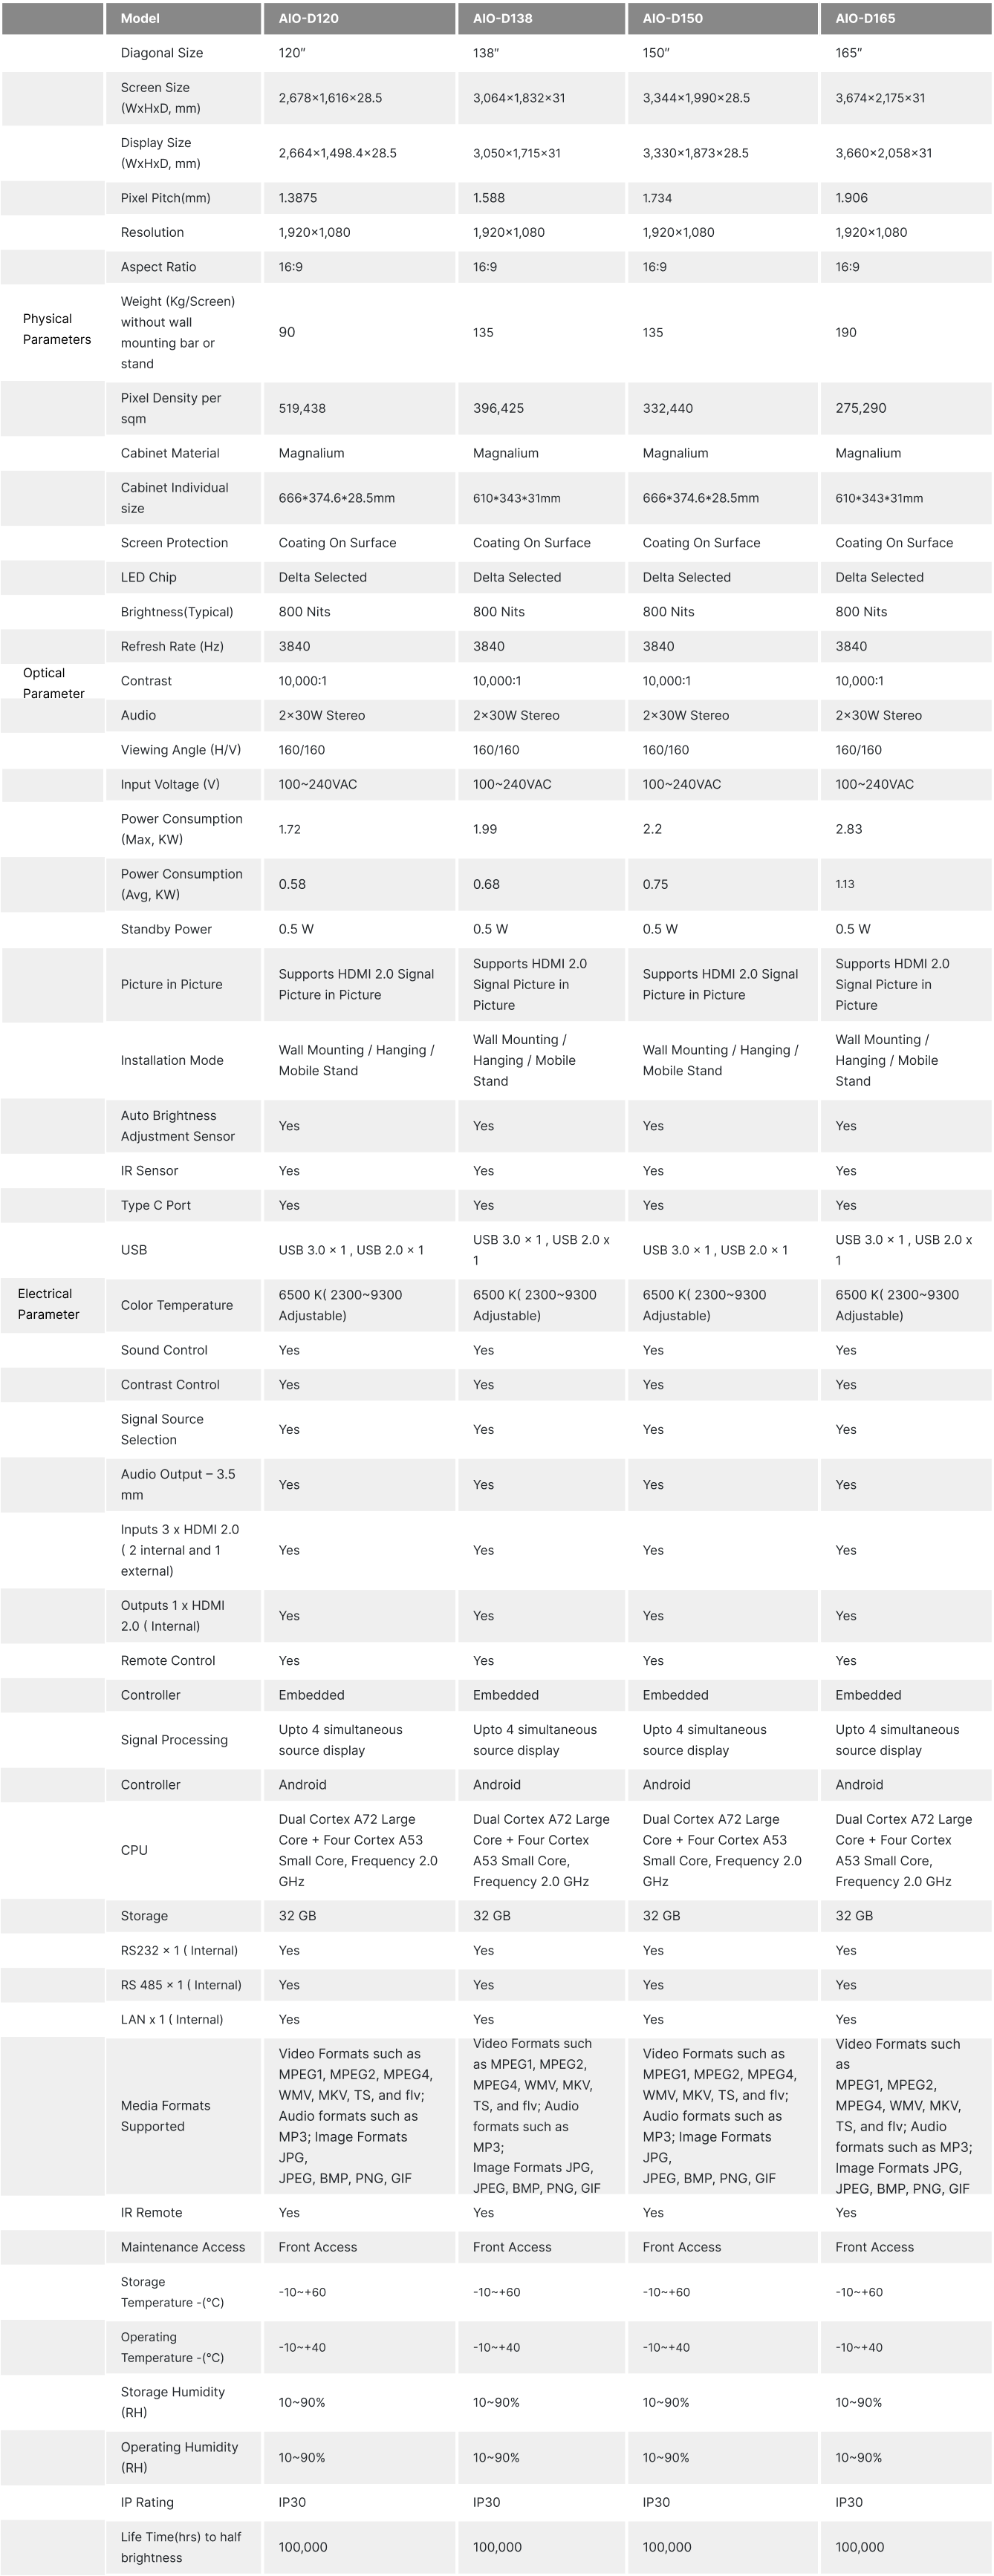 Model AIO-D120 AIO-D138 AIO-D150 AIO-D165
Diagonal Size 120″ 138″ 150″ 165″
Screen Size
(WxHxD, mm) 2,678×1,616×28.5 3,064×1,832×31 3,344×1,990×28.5 3,674×2,175×31
Display Size
(WxHxD, mm) 2,664×1,498.4×28.5 3,050×1,715×31 3,330×1,873×28.5 3,660×2,058×31
Pixel Pitch(mm) 1.3875 1.588 1.734 1.906
Resolution 1,920×1,080 1,920×1,080 1,920×1,080 1,920×1,080
Aspect Ratio 16:9 16:9 16:9 16:9
Physical
Parameters
Weight (Kg/Screen)
without wall
mounting bar or
stand 90 135 135 190
Pixel Density per
sqm 519,438 396,425 332,440 275,290
Cabinet Material Magnalium Magnalium Magnalium Magnalium
Cabinet Individual
size 666*374.6*28.5mm 610*343*31mm 666*374.6*28.5mm 610*343*31mm
Screen Protection Coating On Surface Coating On Surface Coating On Surface Coating On Surface
LED Chip Delta Selected Delta Selected Delta Selected Delta Selected
Brightness(Typical) 800 Nits 800 Nits 800 Nits 800 Nits
Refresh Rate (Hz) 3840 3840 3840 3840
Optical
Parameter
Contrast 10,000:1 10,000:1 10,000:1 10,000:1
Audio 2×30W Stereo 2×30W Stereo 2×30W Stereo 2×30W Stereo
Viewing Angle (H/V) 160/160 160/160 160/160 160/160
Input Voltage (V) 100~240VAC 100~240VAC 100~240VAC 100~240VAC
Power Consumption
(Max, KW) 1.72 1.99 2.2 2.83
Power Consumption
(Avg, KW) 0.58 0.68 0.75 1.13
Standby Power 0.5 W 0.5 W 0.5 W 0.5 W
Picture in Picture
Supports HDMI 2.0 Signal
Picture in Picture
Supports HDMI 2.0
Signal Picture in
Picture
Supports HDMI 2.0 Signal
Picture in Picture
Supports HDMI 2.0
Signal Picture in
Picture
Installation Mode
Wall Mounting / Hanging /
Mobile Stand
Wall Mounting /
Hanging / Mobile
Stand
Wall Mounting / Hanging /
Mobile Stand
Wall Mounting /
Hanging / Mobile
Stand
Auto Brightness
Adjustment Sensor Yes Yes Yes Yes
IR Sensor Yes Yes Yes Yes
Type C Port Yes Yes Yes Yes
USB
USB 3.0 × 1 , USB 2.0 × 1
USB 3.0 × 1 , USB 2.0 x
1
USB 3.0 × 1 , USB 2.0 × 1
USB 3.0 × 1 , USB 2.0 x
1
Electrical
Parameter
Color Temperature
6500 K( 2300~9300
Adjustable)
6500 K( 2300~9300
Adjustable)
6500 K( 2300~9300
Adjustable)
6500 K( 2300~9300
Adjustable)
Sound Control Yes Yes Yes Yes
Contrast Control Yes Yes Yes Yes
Signal Source
Selection Yes Yes Yes Yes
Audio Output – 3.5
mm Yes Yes Yes Yes
Inputs 3 x HDMI 2.0
( 2 internal and 1
external) Yes Yes Yes Yes
Outputs 1 x HDMI
2.0 ( Internal) Yes Yes Yes Yes
Remote Control Yes Yes Yes Yes
Controller Embedded Embedded Embedded Embedded
Signal Processing
Upto 4 simultaneous
source display
Upto 4 simultaneous
source display
Upto 4 simultaneous
source display
Upto 4 simultaneous
source display
Controller Android Android Android Android
CPU
Dual Cortex A72 Large
Core + Four Cortex A53
Small Core, Frequency 2.0
GHz
Dual Cortex A72 Large
Core + Four Cortex
A53 Small Core,
Frequency 2.0 GHz
Dual Cortex A72 Large
Core + Four Cortex A53
Small Core, Frequency 2.0
GHz
Dual Cortex A72 Large
Core + Four Cortex
A53 Small Core,
Frequency 2.0 GHz
Storage 32 GB 32 GB 32 GB 32 GB
RS232 × 1 ( Internal) Yes Yes Yes Yes
RS 485 × 1 ( Internal) Yes Yes Yes Yes
LAN x 1 ( Internal) Yes Yes Yes Yes
Media Formats
Supported
Video Formats such as
MPEG1, MPEG2, MPEG4,
WMV, MKV, TS, and flv;
Audio formats such as
MP3; Image Formats
JPG,
JPEG, BMP, PNG, GIF
Video Formats such
as MPEG1, MPEG2,
MPEG4, WMV, MKV,
TS, and flv; Audio
formats such as
MP3;
Image Formats JPG,
JPEG, BMP, PNG, GIF
Video Formats such as
MPEG1, MPEG2, MPEG4,
WMV, MKV, TS, and flv;
Audio formats such as
MP3; Image Formats
JPG,
JPEG, BMP, PNG, GIF
Video Formats such
as
MPEG1, MPEG2,
MPEG4, WMV, MKV,
TS, and flv; Audio
formats such as MP3;
Image Formats JPG,
JPEG, BMP, PNG, GIF
IR Remote Yes Yes Yes Yes
Maintenance Access Front Access Front Access Front Access Front Access
Storage
Temperature -(°C) -10~+60 -10~+60 -10~+60 -10~+60
Operating
Temperature -(°C) -10~+40 -10~+40 -10~+40 -10~+40
Storage Humidity
(RH) 10~90% 10~90% 10~90% 10~90%
Operating Humidity
(RH) 10~90% 10~90% 10~90% 10~90%
IP Rating IP30 IP30 IP30 IP30
Life Time(hrs) to half
brightness 100,000 100,000 100,000 100,000